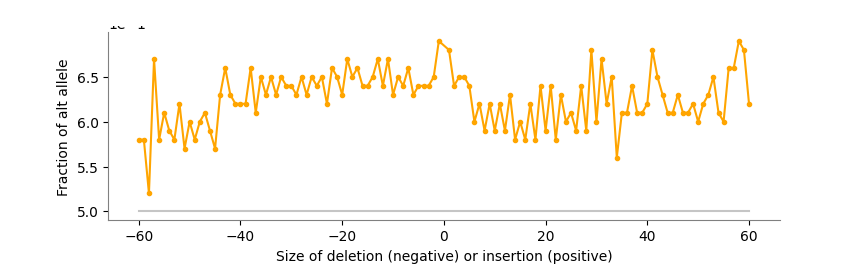 6.5
6.0
5.5
5.0
Fraction of alt allele
−60 −40 −20 0 20 40 60
Size of deletion (negative) or insertion (positive)